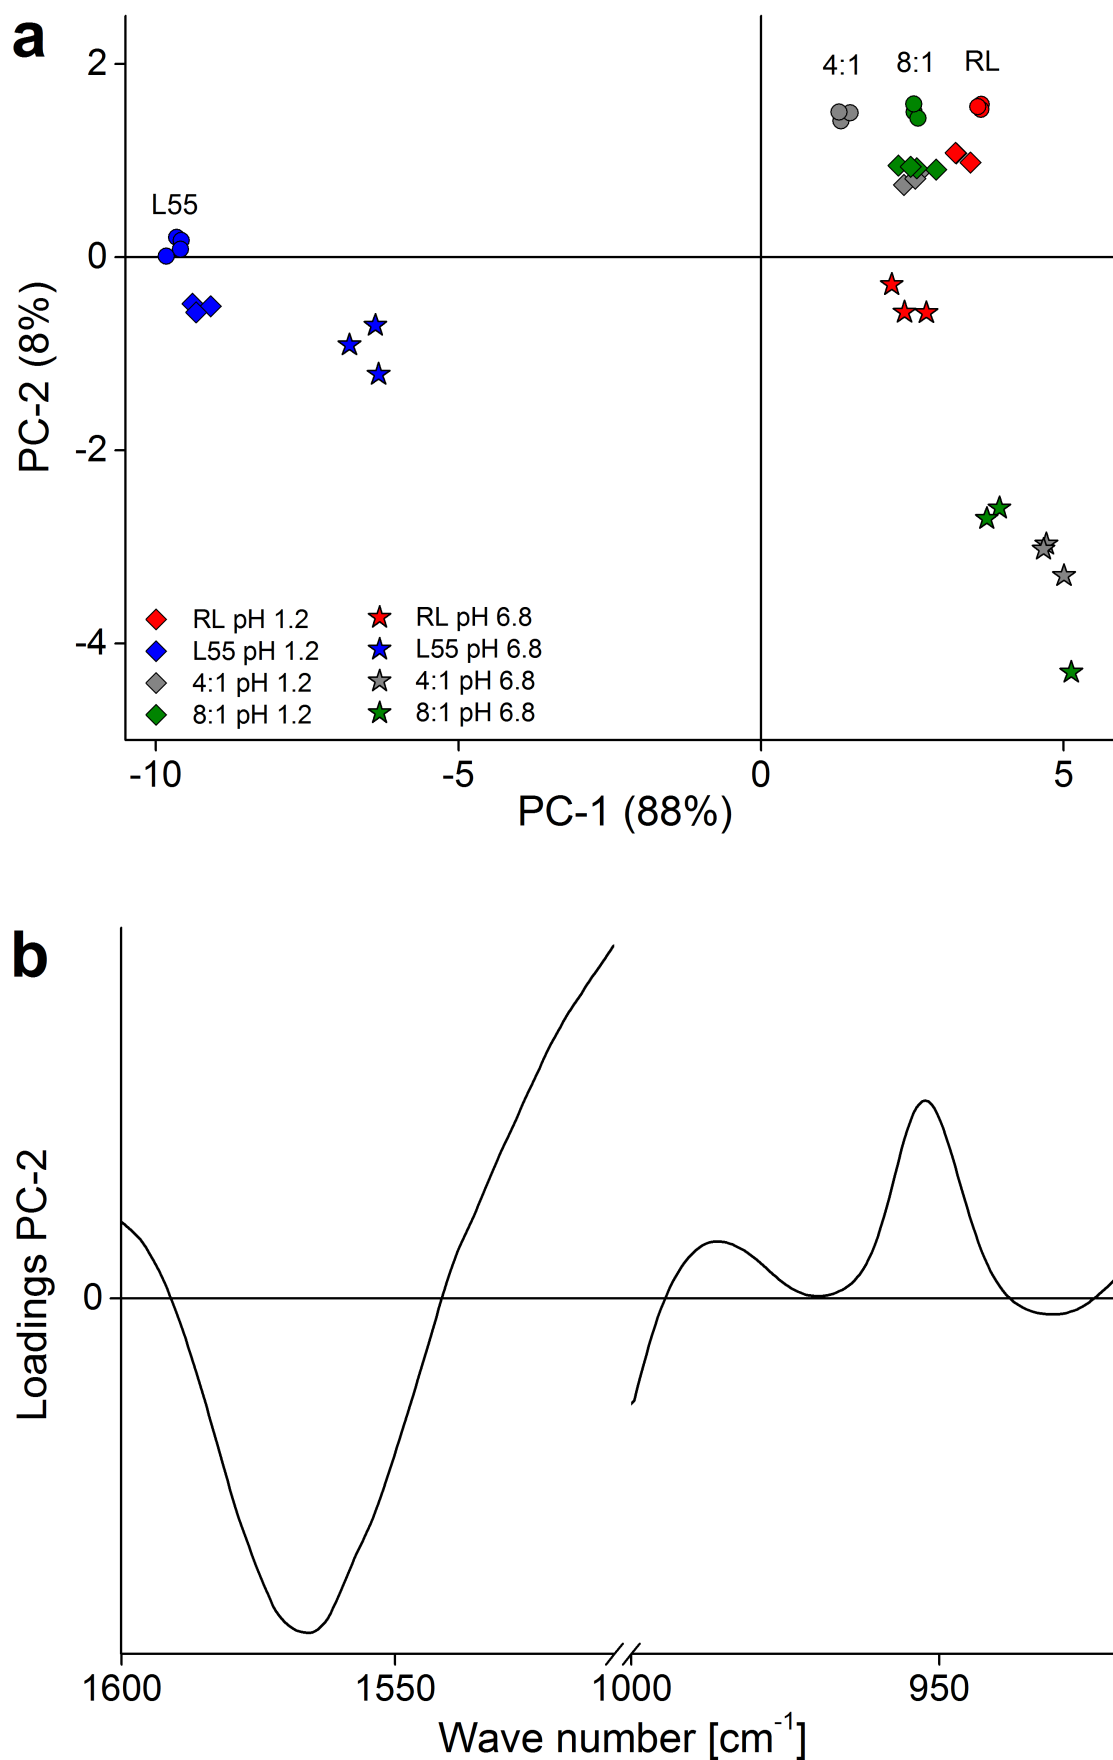 a
2
0
-2
-4
PC-2 (8%)
4:1
8:1
RL
L55
RL pH 1.2
RL pH 6.8
L55 pH 1.2
L55 pH 6.8
4:1 pH 1.2
4:1 pH 6.8
8:1 pH 1.2
8:1 pH 6.8
-10
-5
0
5
PC-1 (88%)
b
Loadings PC-2
0
1600
1550
1000
950
Wave number [cm⁻¹]